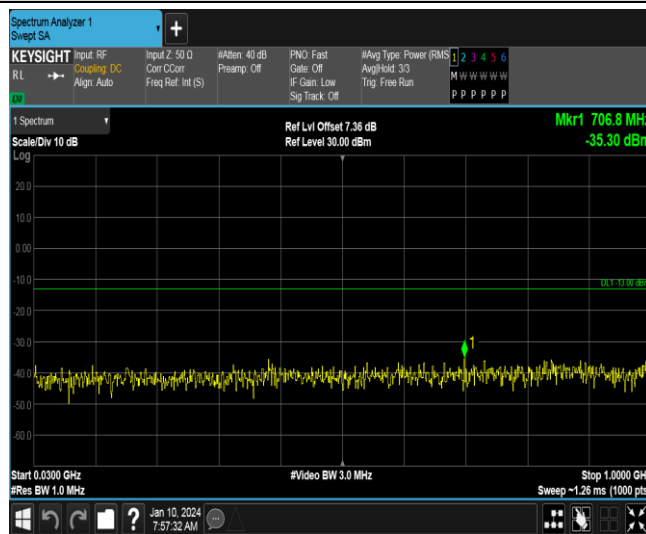 Spectrum Analyzer 1
Swept SA
+
KEYSIGHT
RL
LXI
Input: RF
Coupling: DC
Align: Auto
Input Z: 50 Ω
Corr CCorr
Freq Ref: Int (S)
#Atten: 40 dB
Preamp: Off
PNO: Fast
Gate: Off
IF Gain: Low
Sig Track: Off
#Avg Type: Power (RMS
Avg|Hold: 3/3
Trig: Free Run
1 2 3 4 5 6
M W W W W W
P P P P P P
1 Spectrum
Scale/Div 10 dB
Log
Ref Lvl Offset 7.36 dB
Ref Level 30.00 dBm
Mkr1 706.8 MHz
-35.30 dBm
20.0
10.0
0.00
-10.0
DL1 -13.00 dBm
-20.0
-30.0
1
-40.0
-50.0
-60.0
Start 0.0300 GHz
#Video BW 3.0 MHz
Stop 1.0000 GH
#Res BW 1.0 MHz
Sweep ~1.26 ms (1000 pts
?
Jan 10, 2024
7:57:32 AM